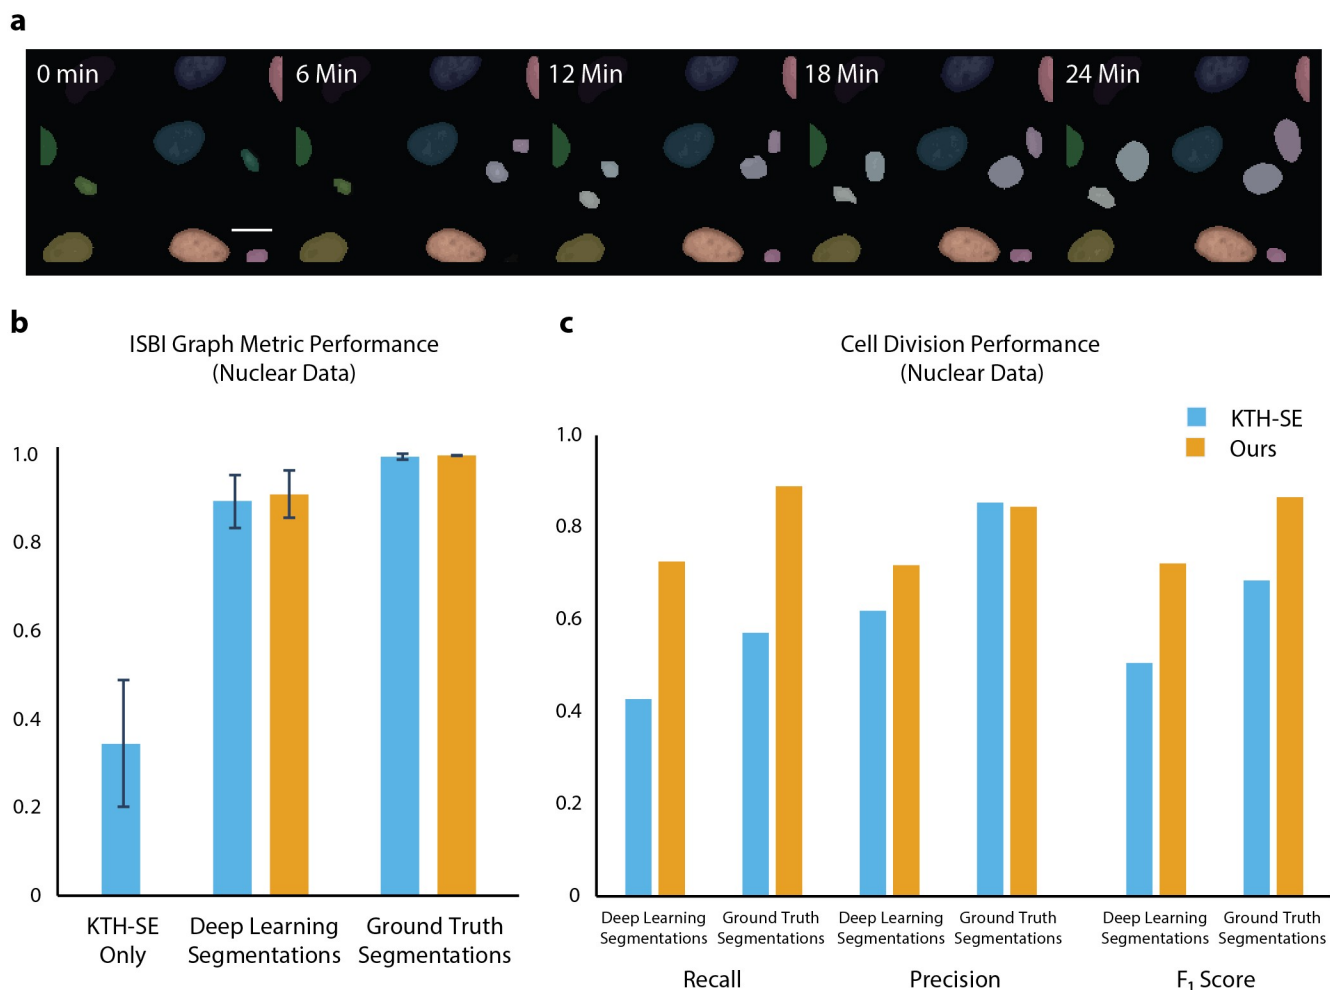 a
0 min
6 Min
12 Min
18 Min
24 Min
b
ISBI Graph Metric Performance
(Nuclear Data)
1.0
0.8
0.6
0.4
0.2
0
KTH-SE
Only
Deep Learning
Segmentations
Ground Truth
Segmentations
c
Cell Division Performance
(Nuclear Data)
KTH-SE
Ours
1.0
0.8
0.6
0.4
0.2
0
Deep Learning
Segmentations
Ground Truth
Segmentations
Deep Learning
Segmentations
Ground Truth
Segmentations
Deep Learning
Segmentations
Ground Truth
Segmentations
Recall
Precision
F₁ Score